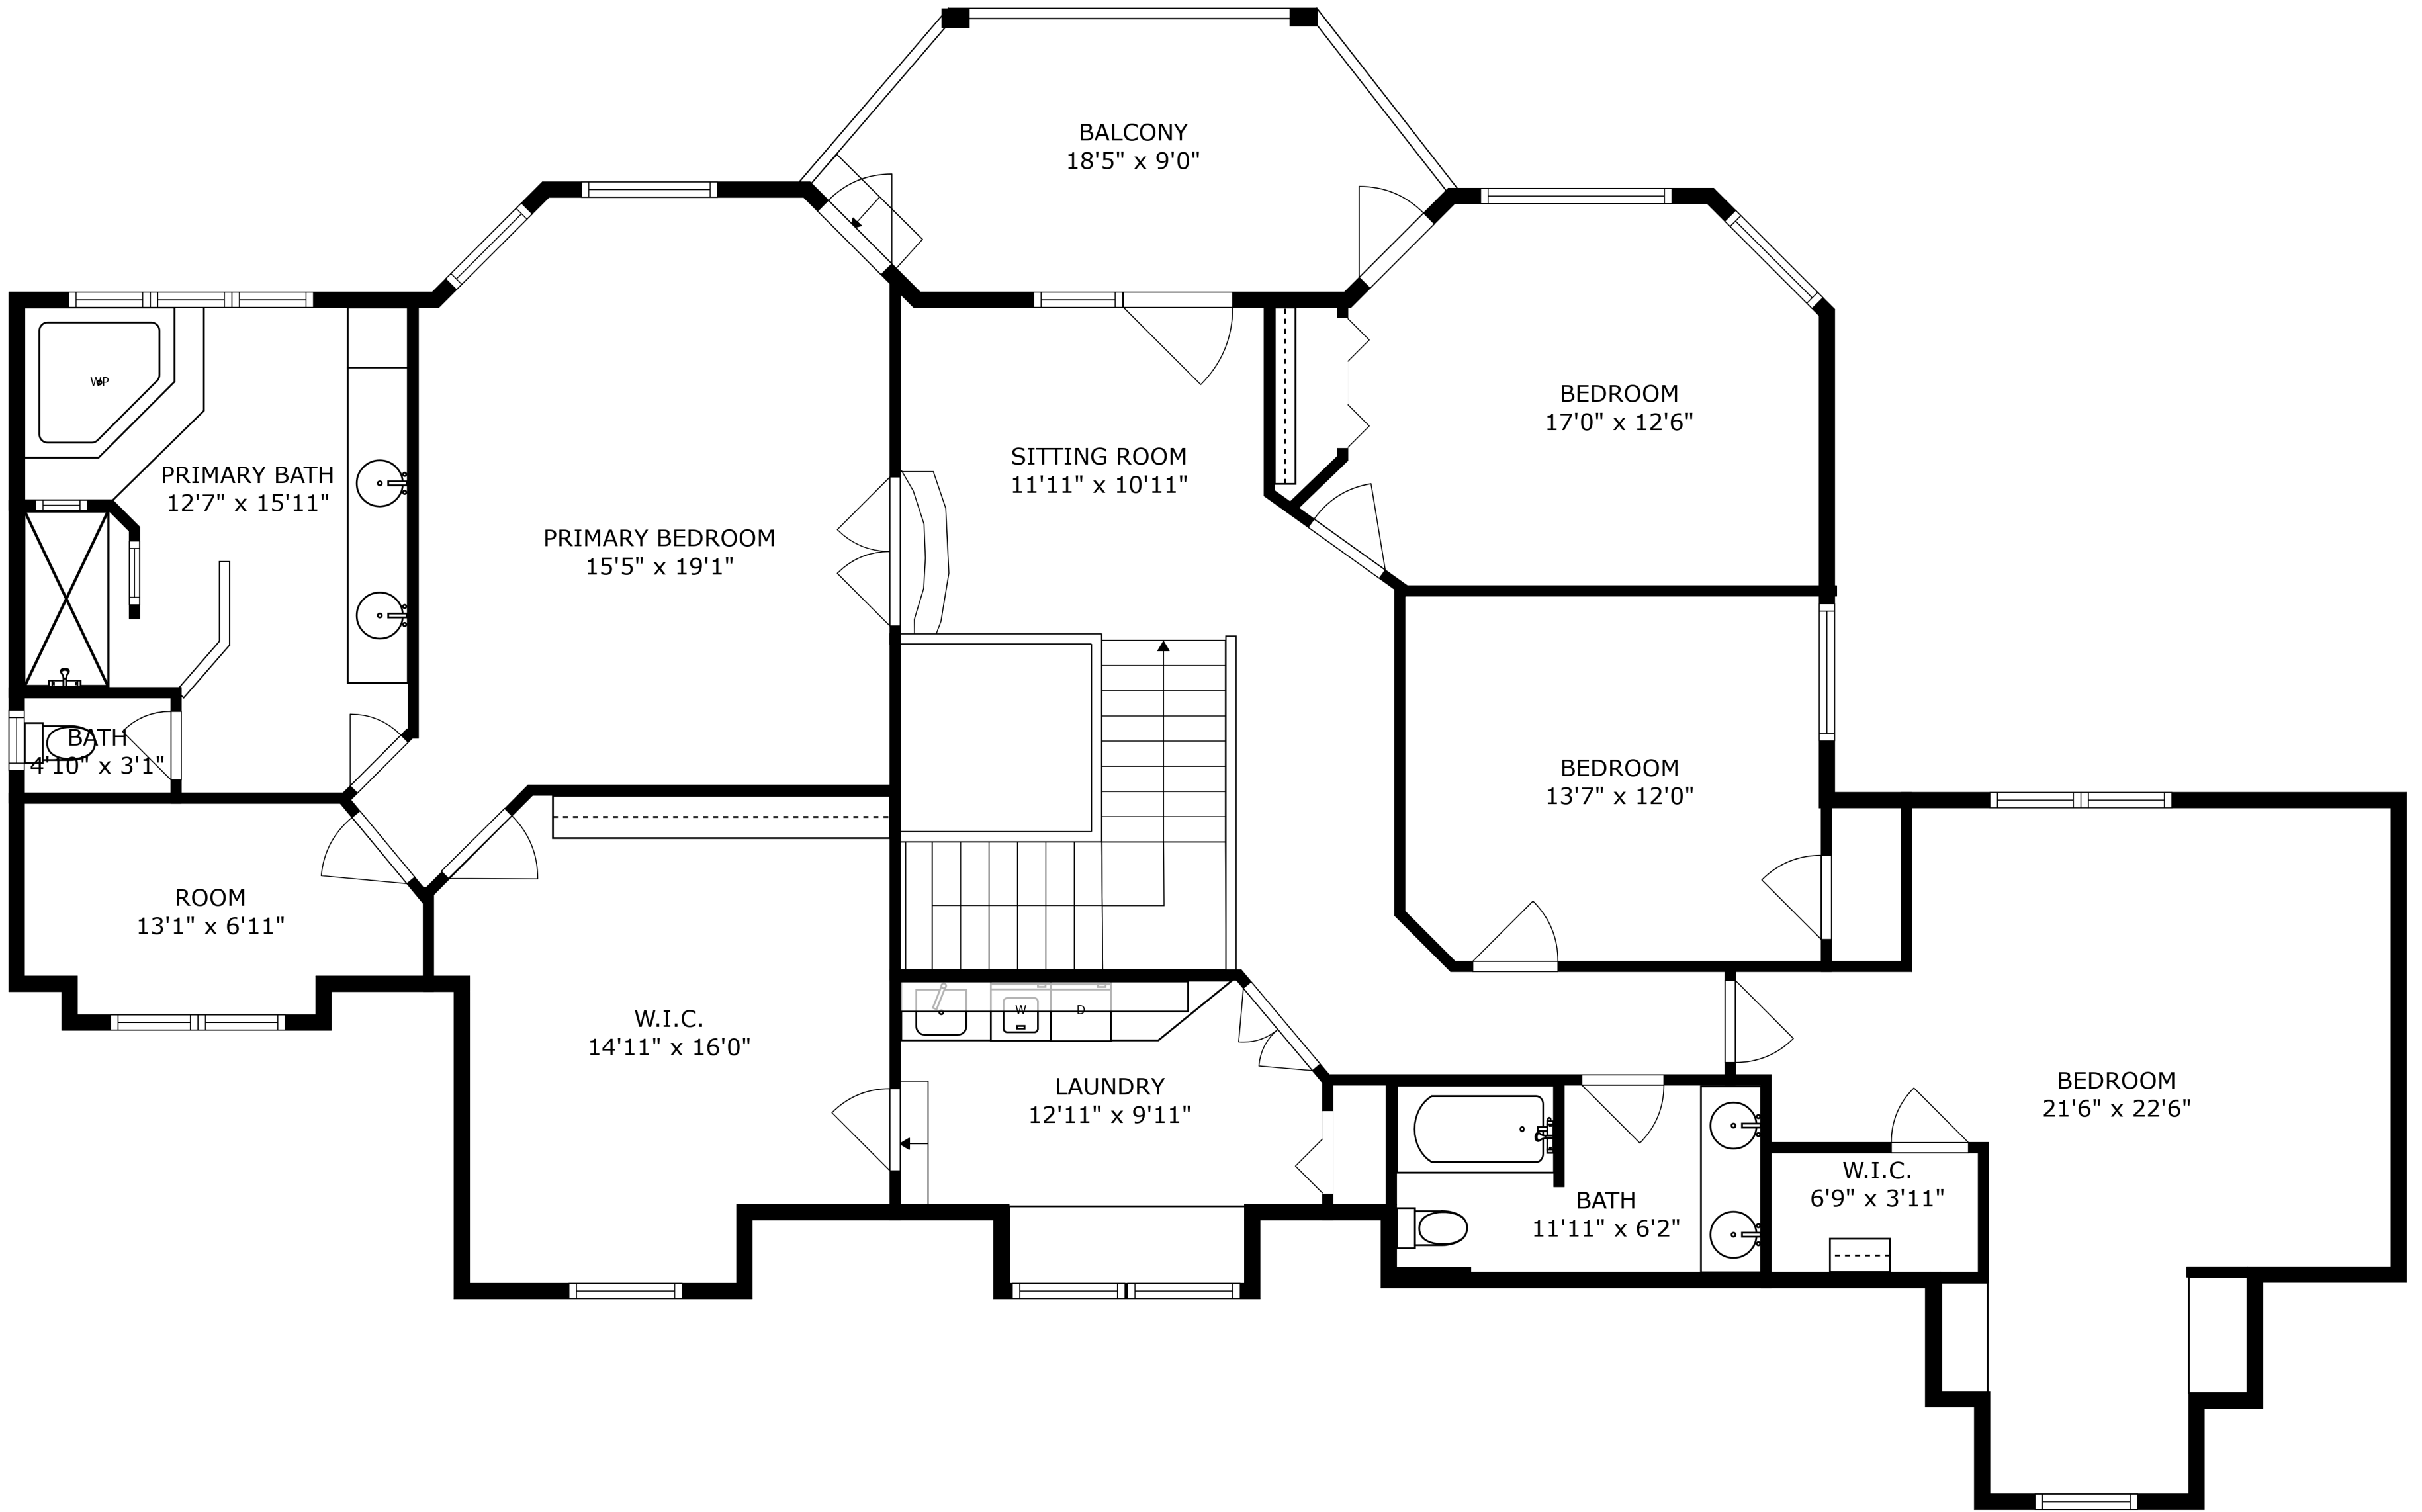 BALCONY
18'5" x 9'0"
BEDROOM
17'0" x 12'6"
WP
PRIMARY BATH
12'7" x 15'11"
SITTING ROOM
11'11" x 10'11"
PRIMARY BEDROOM
15'5" x 19'1"
BATH
4'10" x 3'1"
BEDROOM
13'7" x 12'0"
ROOM
13'1" x 6'11"
W.I.C.
14'11" x 16'0"
W
D
LAUNDRY
12'11" x 9'11"
BEDROOM
21'6" x 22'6"
W.I.C.
6'9" x 3'11"
BATH
11'11" x 6'2"